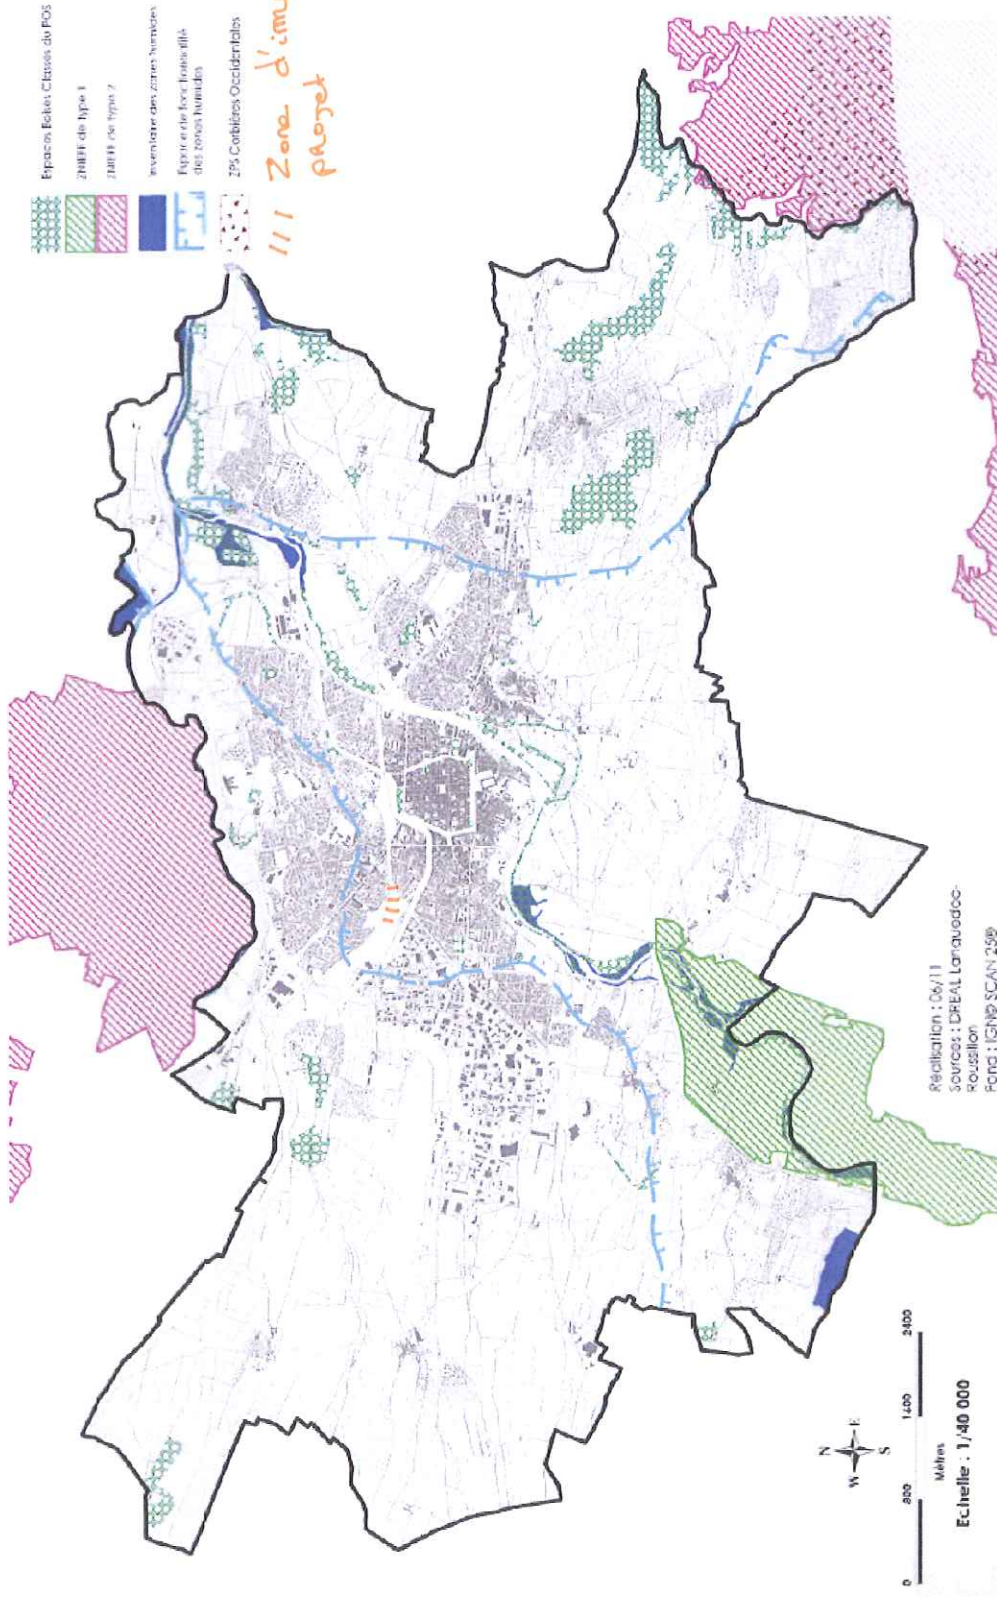 Espaces Boisés Classés du POS
ZNIEFF de type 1
ZNIEFF de type 2
Inventaire des zones humides
Espace de fonctionnalité
des zones humides
ZPS Corbières Occidentales
Zone
projet
N
W
E
S
0
800
1600
2400
Mètres
Echelle : 1/40 000
Réalisation : 06/11
Sources : DREAL Languedoc-
Roussillon
Fond : IGN© SCAN 25®